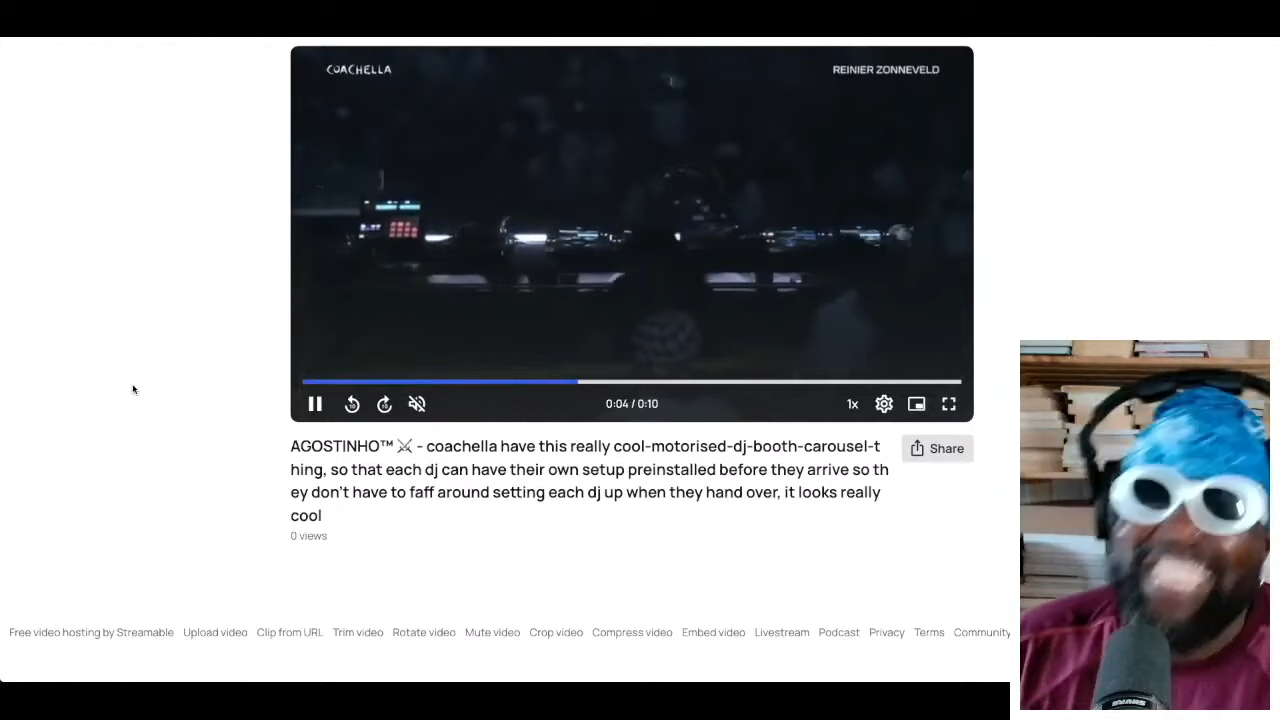 COACHELLA
REINIER ZONNEVELD
0:04 / 0:10
1x
AGOSTINHO™ ⚔ - coachella have this really cool-motorised-dj-booth-carousel-t
hing, so that each dj can have their own setup preinstalled before they arrive so th
ey don't have to faff around setting each dj up when they hand over, it looks really
cool
Share
0 views
Free video hosting by Streamable Upload video Clip from URL Trim video Rotate video Mute video Crop video Compress video Embed video Livestream Podcast Privacy Terms Community
SHURE